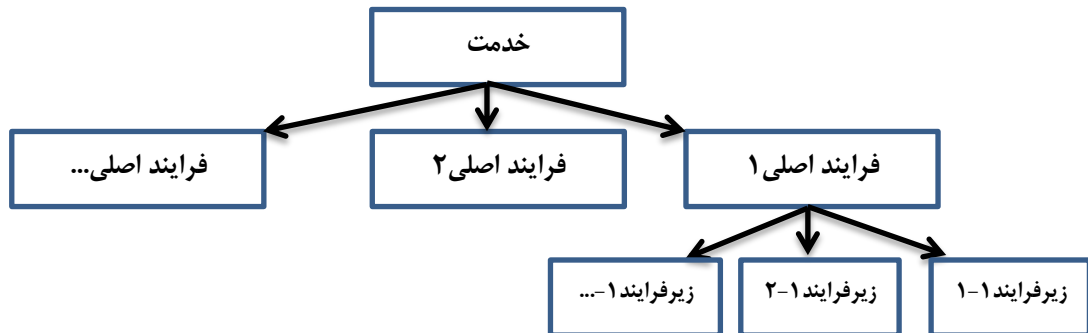 خدمت
فرایند اصلی۱
فرایند اصلی۲
فرایند اصلی...
زیرفرایند۱-۱
زیرفرایند۱-۲
زیرفرایند۱-...